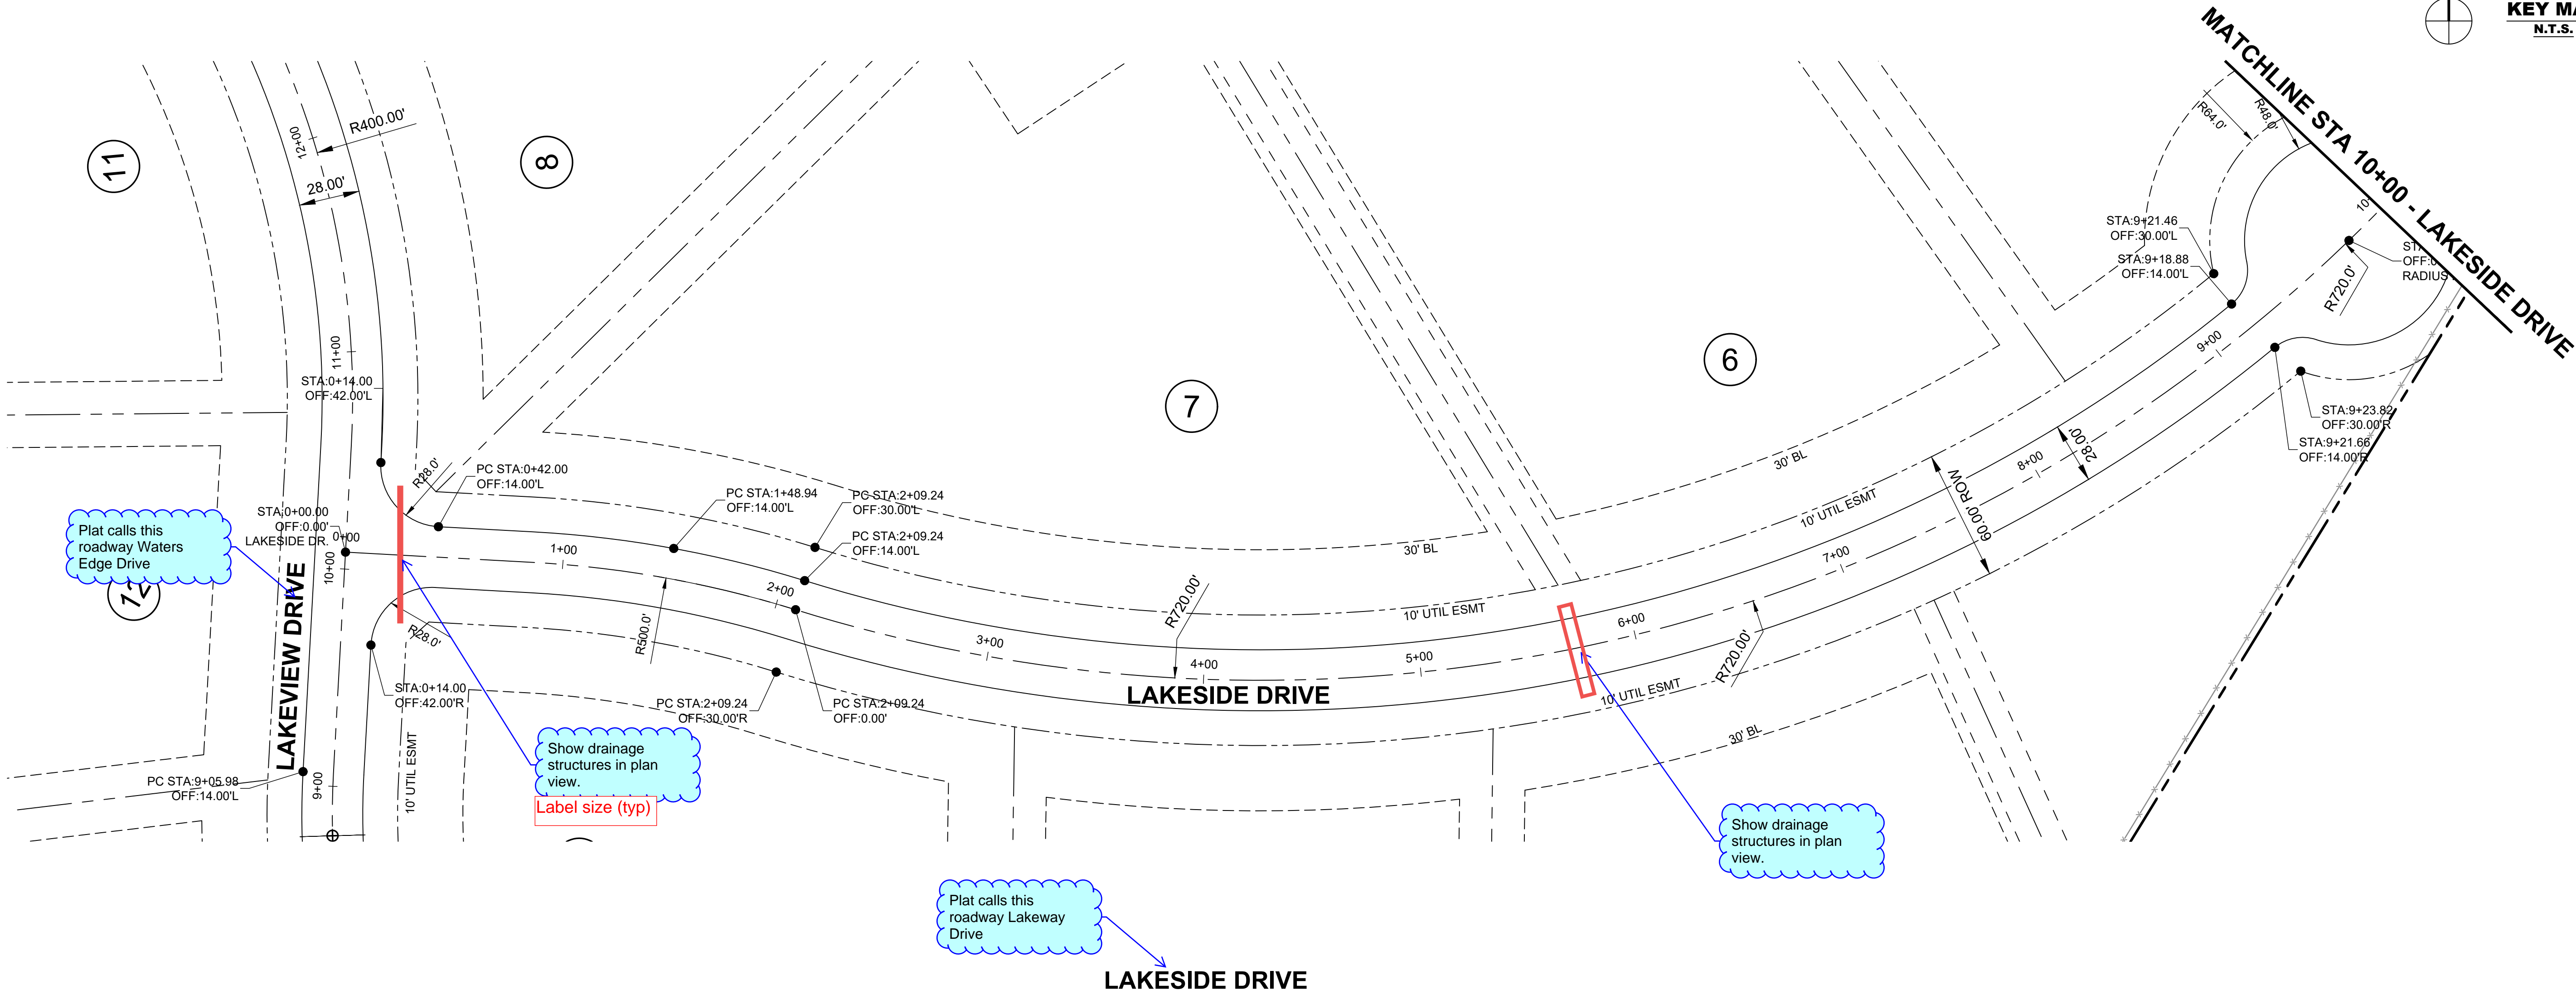 KEY MA
N.T.S.
MATCHLINE STA 10+00 - LAKESIDE DRIVE
11
12+00
R400.00'
28.00'
8
R64.0'
R48.0'
10
STA:9+21.46
OFF:30.00'L
STA:9+18.88
OFF:14.00'L
STA
RADIUS
R720.0'
9+00
11+00
STA:0+14.00
OFF:42.00'L
7
6
STA:9+23.82
OFF:30.00'R
STA:9+21.66
OFF:14.00'R
28.00'
8+00
30' BL
R28.0'
PC STA:0+42.00
OFF:14.00'L
PC STA:1+48.94
OFF:14.00'L
PC STA:2+09.24
OFF:30.00'L
PC STA:2+09.24
OFF:14.00'L
10' UTIL ESMT
60.00' ROW
Plat calls this
roadway Waters
Edge Drive
STA:0+00.00
OFF:0.00'
LAKESIDE DR.
0+00
10+00
1+00
2+00
30' BL
7+00
12
LAKEVIEW DRIVE
R28.0'
R500.0'
3+00
R720.00'
4+00
10' UTIL ESMT
5+00
6+00
R720.00'
LAKESIDE DRIVE
10' UTIL ESMT
STA:0+14.00
OFF:42.00'R
PC STA:2+09.24
OFF:30.00'R
PC STA:2+09.24
OFF:0.00'
30' BL
10' UTIL ESMT
PC STA:9+05.98
OFF:14.00'L
9+00
Show drainage
structures in plan
view.
Label size (typ)
Show drainage
structures in plan
view.
Plat calls this
roadway Lakeway
Drive
LAKESIDE DRIVE